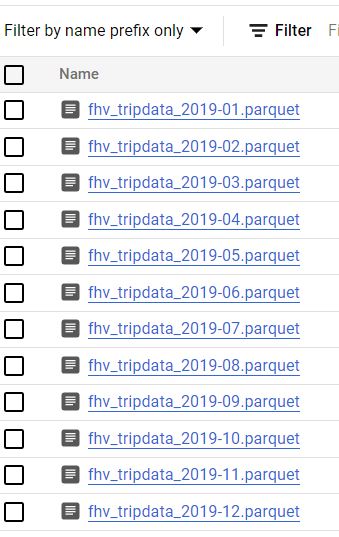 Filter by name prefix only Filter Fi
Name
fhv_tripdata_2019-01.parquet
fhv_tripdata_2019-02.parquet
fhv_tripdata_2019-03.parquet
fhv_tripdata_2019-04.parquet
fhv_tripdata_2019-05.parquet
fhv_tripdata_2019-06.parquet
fhv_tripdata_2019-07.parquet
fhv_tripdata_2019-08.parquet
fhv_tripdata_2019-09.parquet
fhv_tripdata_2019-10.parquet
fhv_tripdata_2019-11.parquet
fhv_tripdata_2019-12.parquet